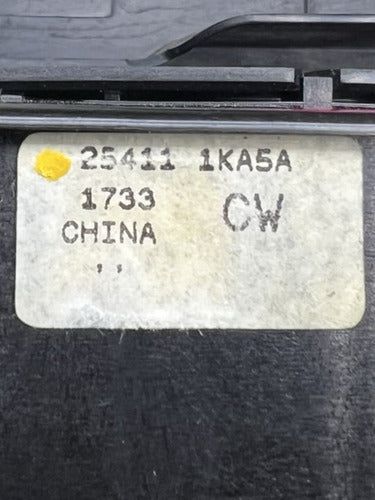 25411 1KA5A
1733 CW
CHINA
,,